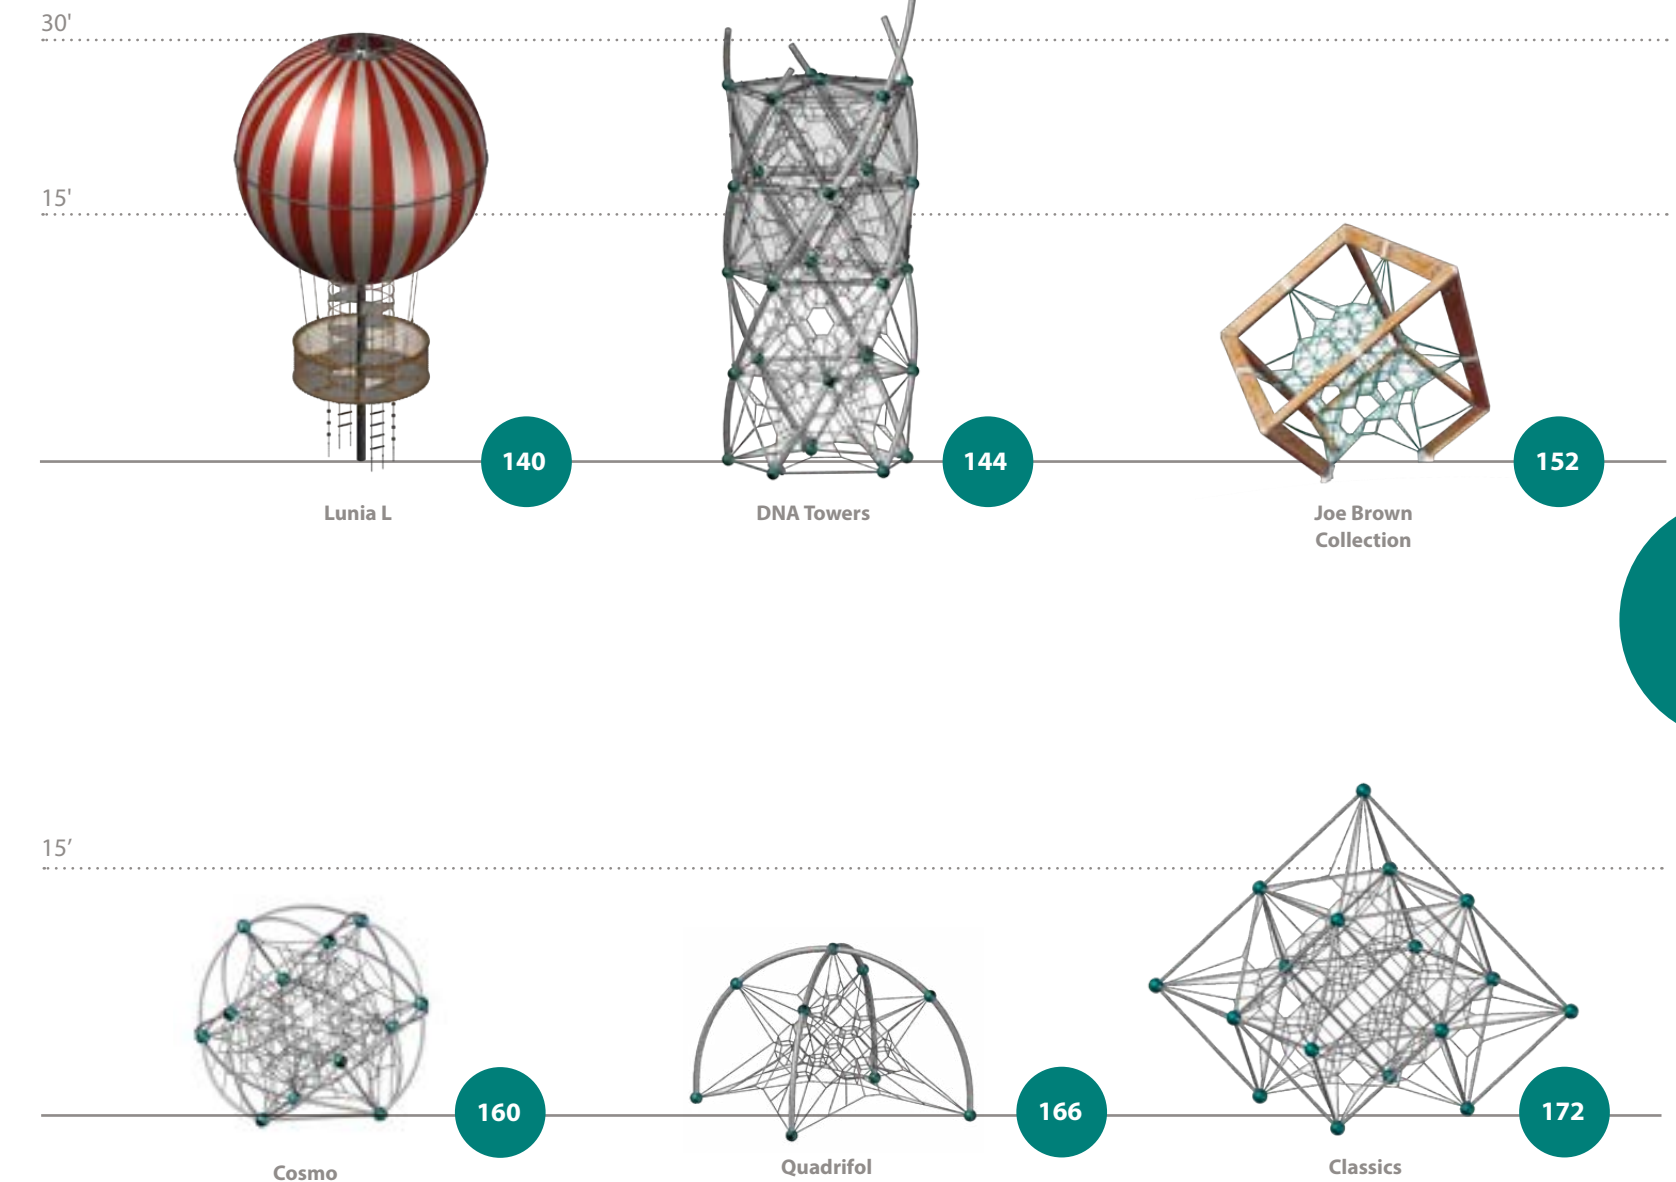 30'
15'
140
144
152
Lunia L
DNA Towers
Joe Brown
Collection
15′
160
166
172
Cosmo
Quadrifol
Classics